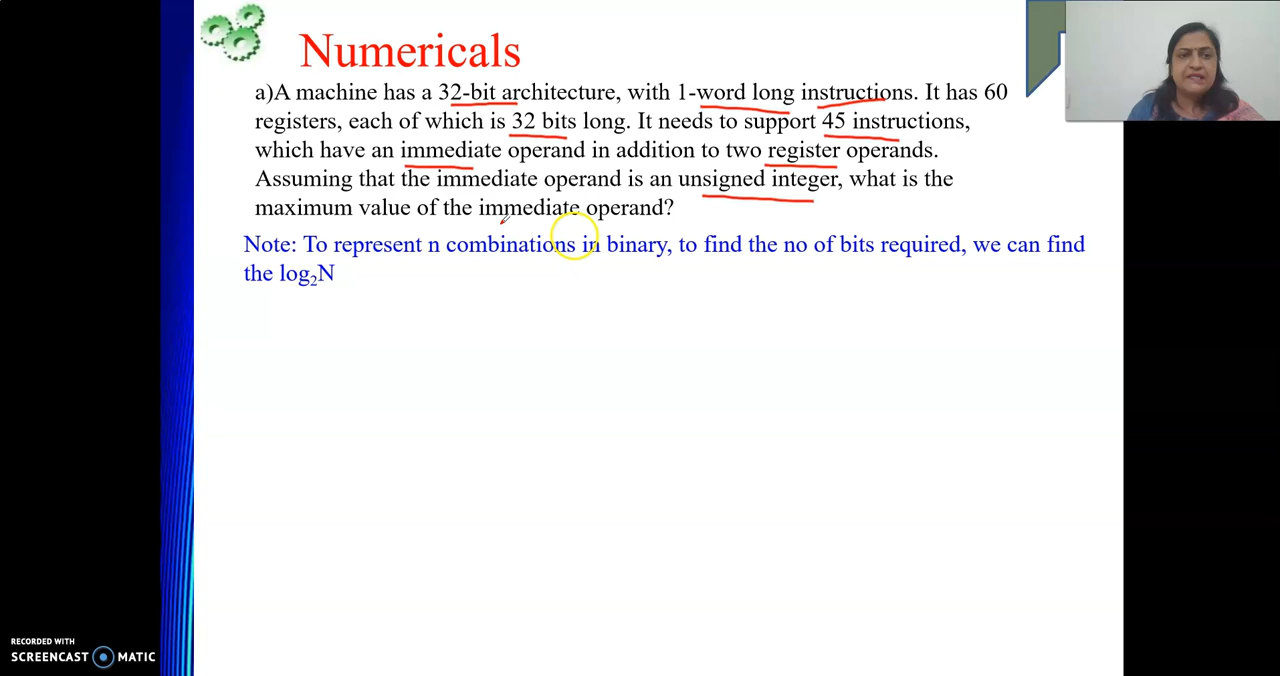 Numericals
a)A machine has a 32-bit architecture, with 1-word long instructions. It has 60
registers, each of which is 32 bits long. It needs to support 45 instructions,
which have an immediate operand in addition to two register operands.
Assuming that the immediate operand is an unsigned integer, what is the
maximum value of the immediate operand?
Note: To represent n combinations in binary, to find the no of bits required, we can find
the log₂N
RECORDED WITH
SCREENCAST MATIC